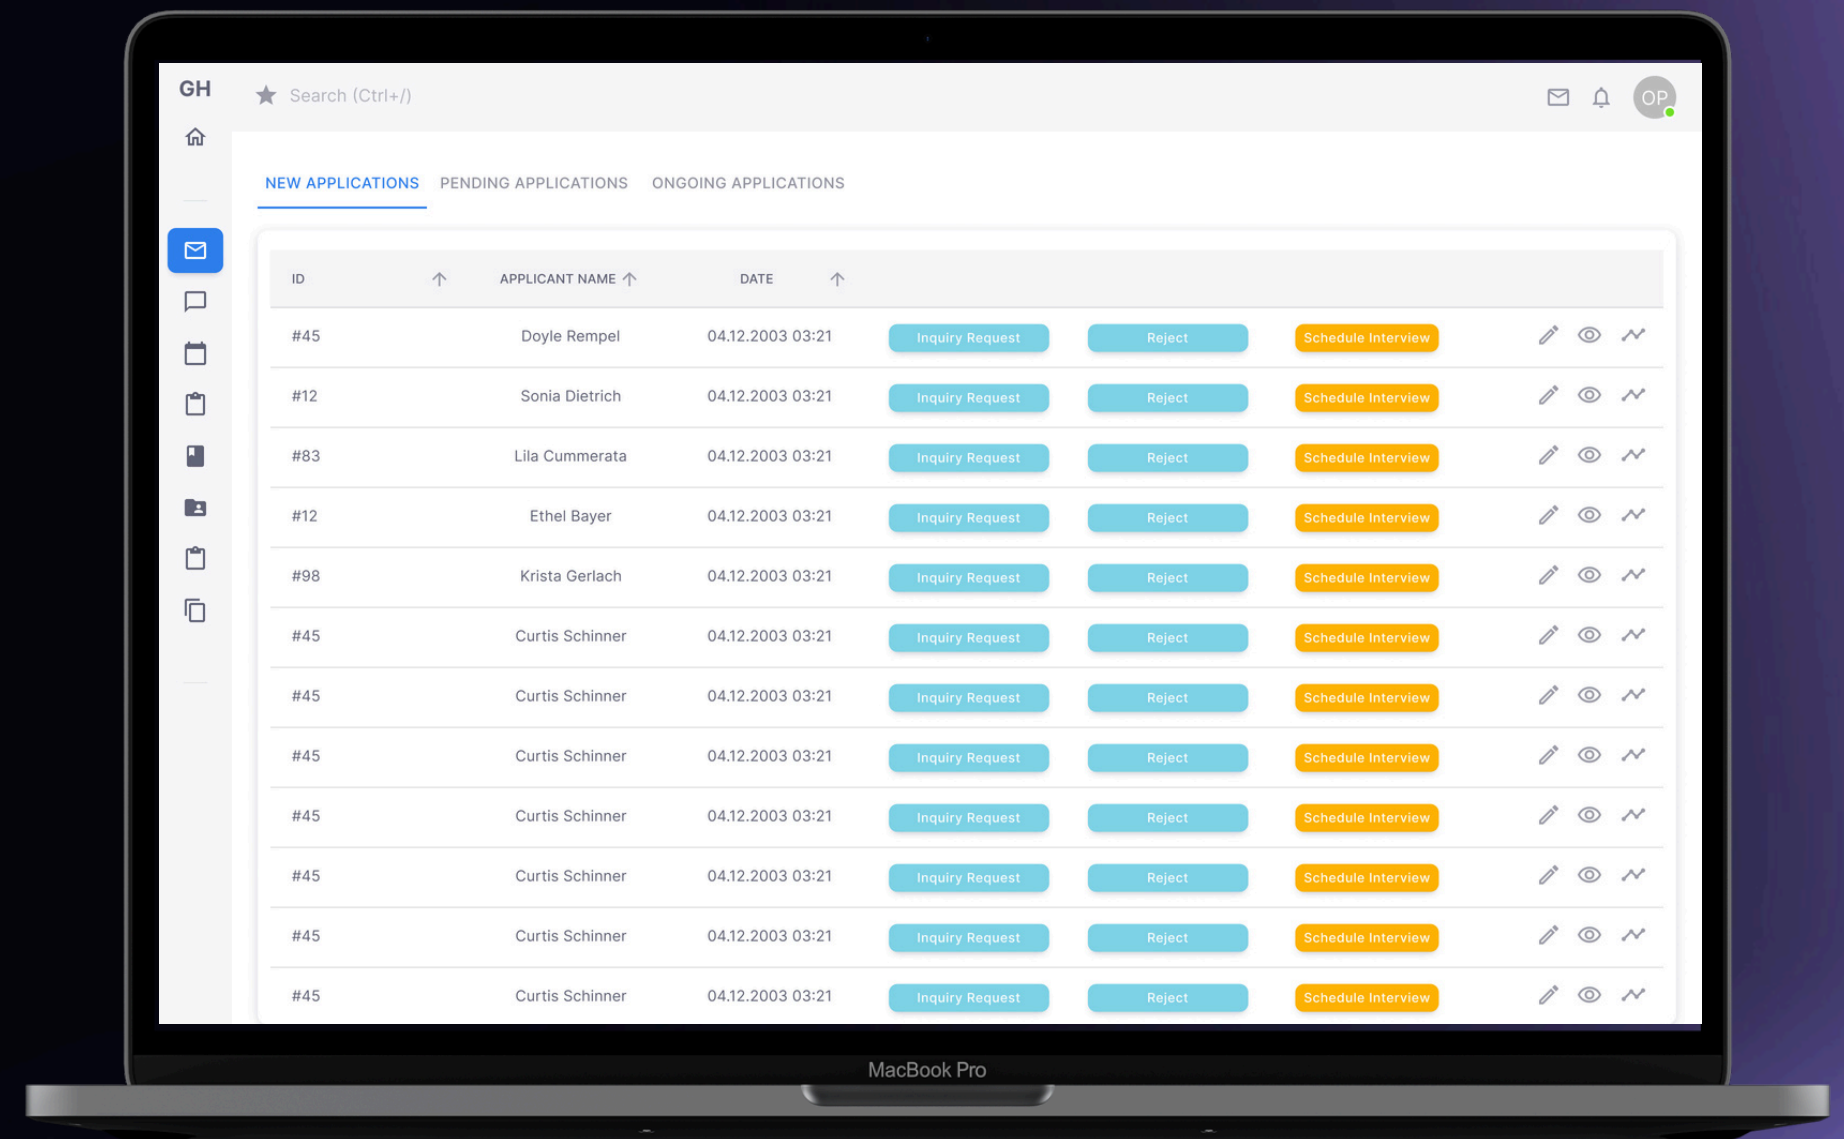 GH
Search (Ctrl+/)
OP
NEW APPLICATIONS PENDING APPLICATIONS ONGOING APPLICATIONS
ID APPLICANT NAME DATE
#45 Doyle Rempel 04.12.2003 03:21 Inquiry Request Reject Schedule Interview
#12 Sonia Dietrich 04.12.2003 03:21 Inquiry Request Reject Schedule Interview
#83 Lila Cummerata 04.12.2003 03:21 Inquiry Request Reject Schedule Interview
#12 Ethel Bayer 04.12.2003 03:21 Inquiry Request Reject Schedule Interview
#98 Krista Gerlach 04.12.2003 03:21 Inquiry Request Reject Schedule Interview
#45 Curtis Schinner 04.12.2003 03:21 Inquiry Request Reject Schedule Interview
#45 Curtis Schinner 04.12.2003 03:21 Inquiry Request Reject Schedule Interview
#45 Curtis Schinner 04.12.2003 03:21 Inquiry Request Reject Schedule Interview
#45 Curtis Schinner 04.12.2003 03:21 Inquiry Request Reject Schedule Interview
#45 Curtis Schinner 04.12.2003 03:21 Inquiry Request Reject Schedule Interview
#45 Curtis Schinner 04.12.2003 03:21 Inquiry Request Reject Schedule Interview
#45 Curtis Schinner 04.12.2003 03:21 Inquiry Request Reject Schedule Interview
MacBook Pro